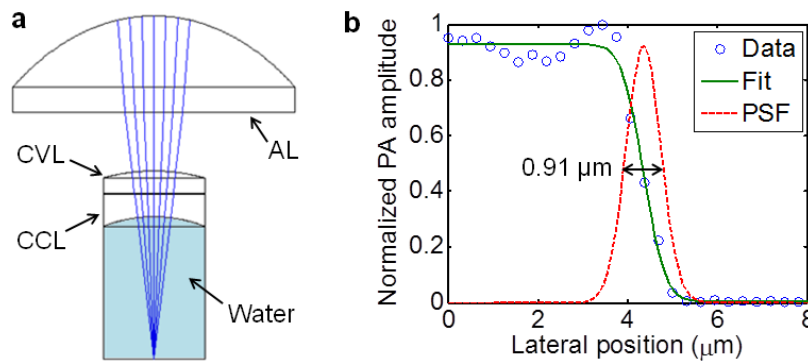 a
AL
CVL
CCL
Water
b
Normalized PA amplitude
1
0.8
0.6
0.4
0.2
0
0 2 4 6 8
Lateral position (μm)
Data
Fit
PSF
0.91 μm